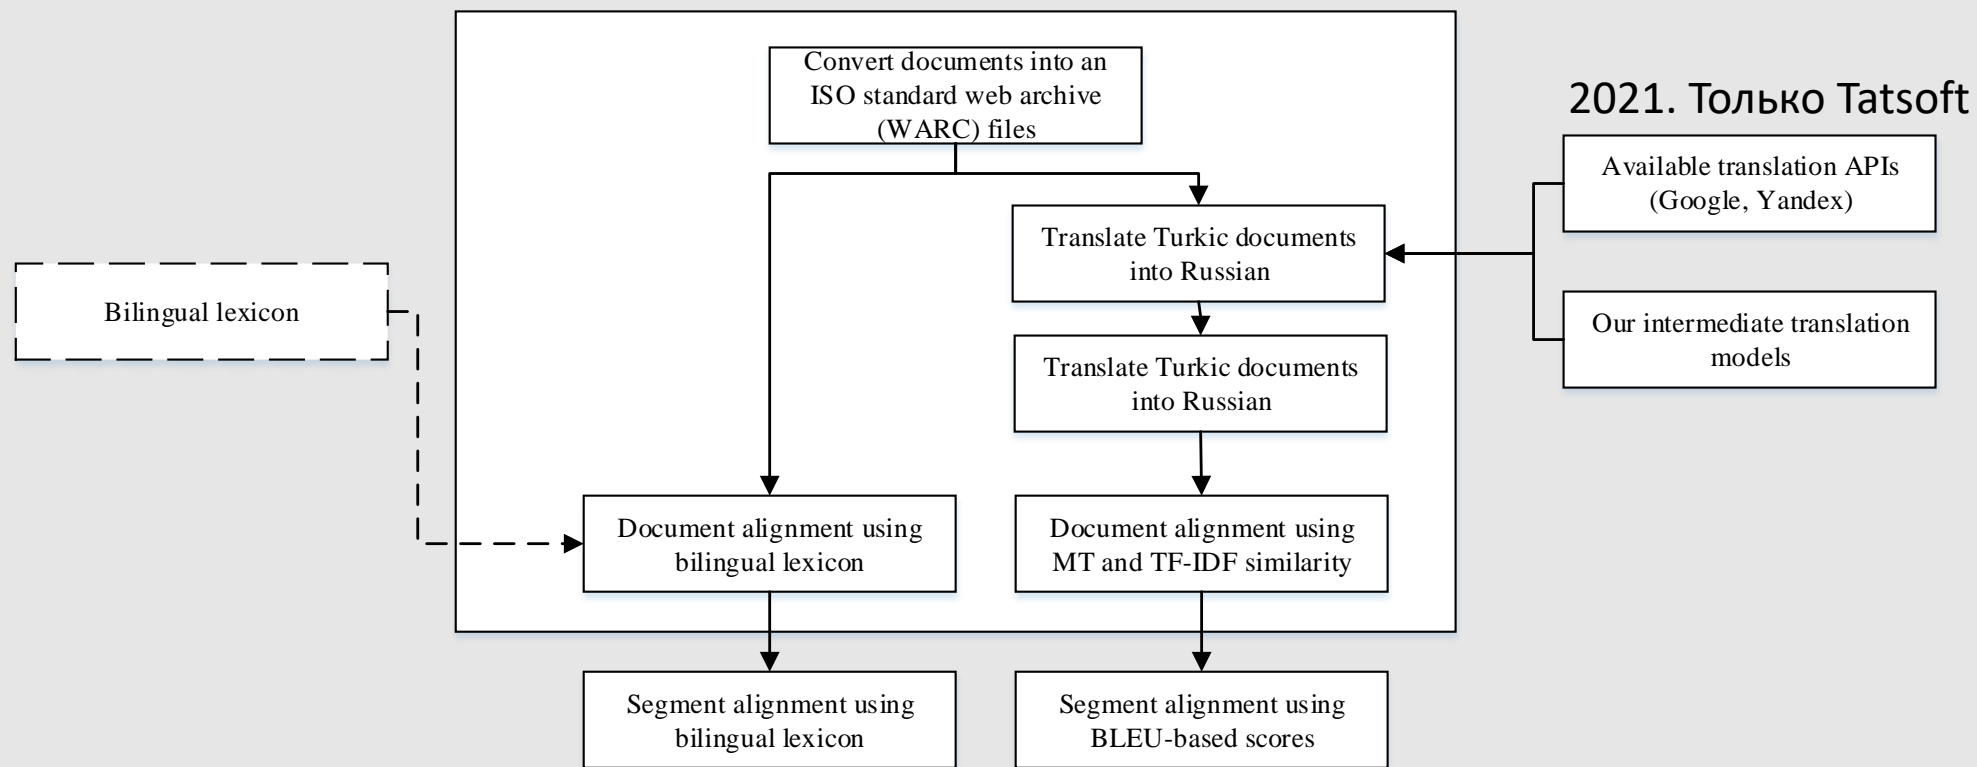 Convert documents into an
ISO standard web archive
(WARC) files
2021. Только Tatsoft
Available translation APIs
(Google, Yandex)
Translate Turkic documents
into Russian
Bilingual lexicon
Our intermediate translation
models
Translate Turkic documents
into Russian
Document alignment using
bilingual lexicon
Document alignment using
MT and TF-IDF similarity
Segment alignment using
bilingual lexicon
Segment alignment using
BLEU-based scores